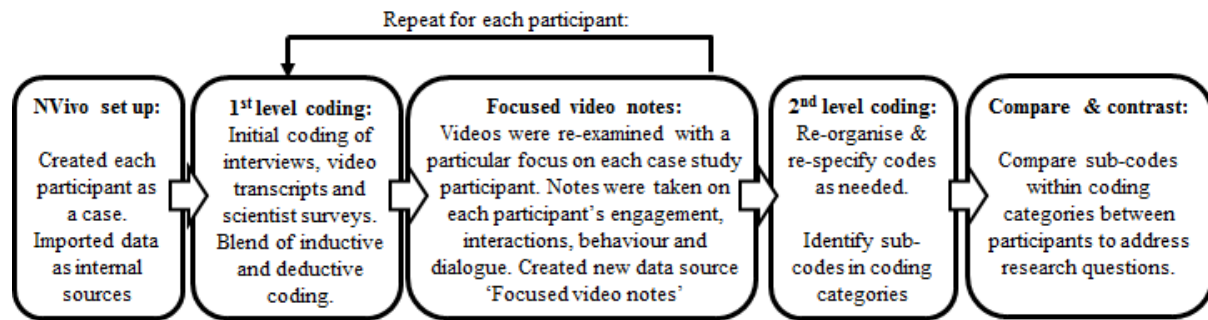 Repeat for each participant:
NVivo set up:
Created each
participant as
a case.
Imported data
as internal
sources
1st level coding:
Initial coding of
interviews, video
transcripts and
scientist surveys.
Blend of inductive
and deductive
coding.
Focused video notes:
Videos were re-examined with a
particular focus on each case study
participant. Notes were taken on
each participant's engagement,
interactions, behaviour and
dialogue. Created new data source
'Focused video notes'
2nd level coding:
Re-organise &
re-specify codes
as needed.
Identify sub-
codes in coding
categories
Compare & contrast:
Compare sub-codes
within coding
categories between
participants to address
research questions.